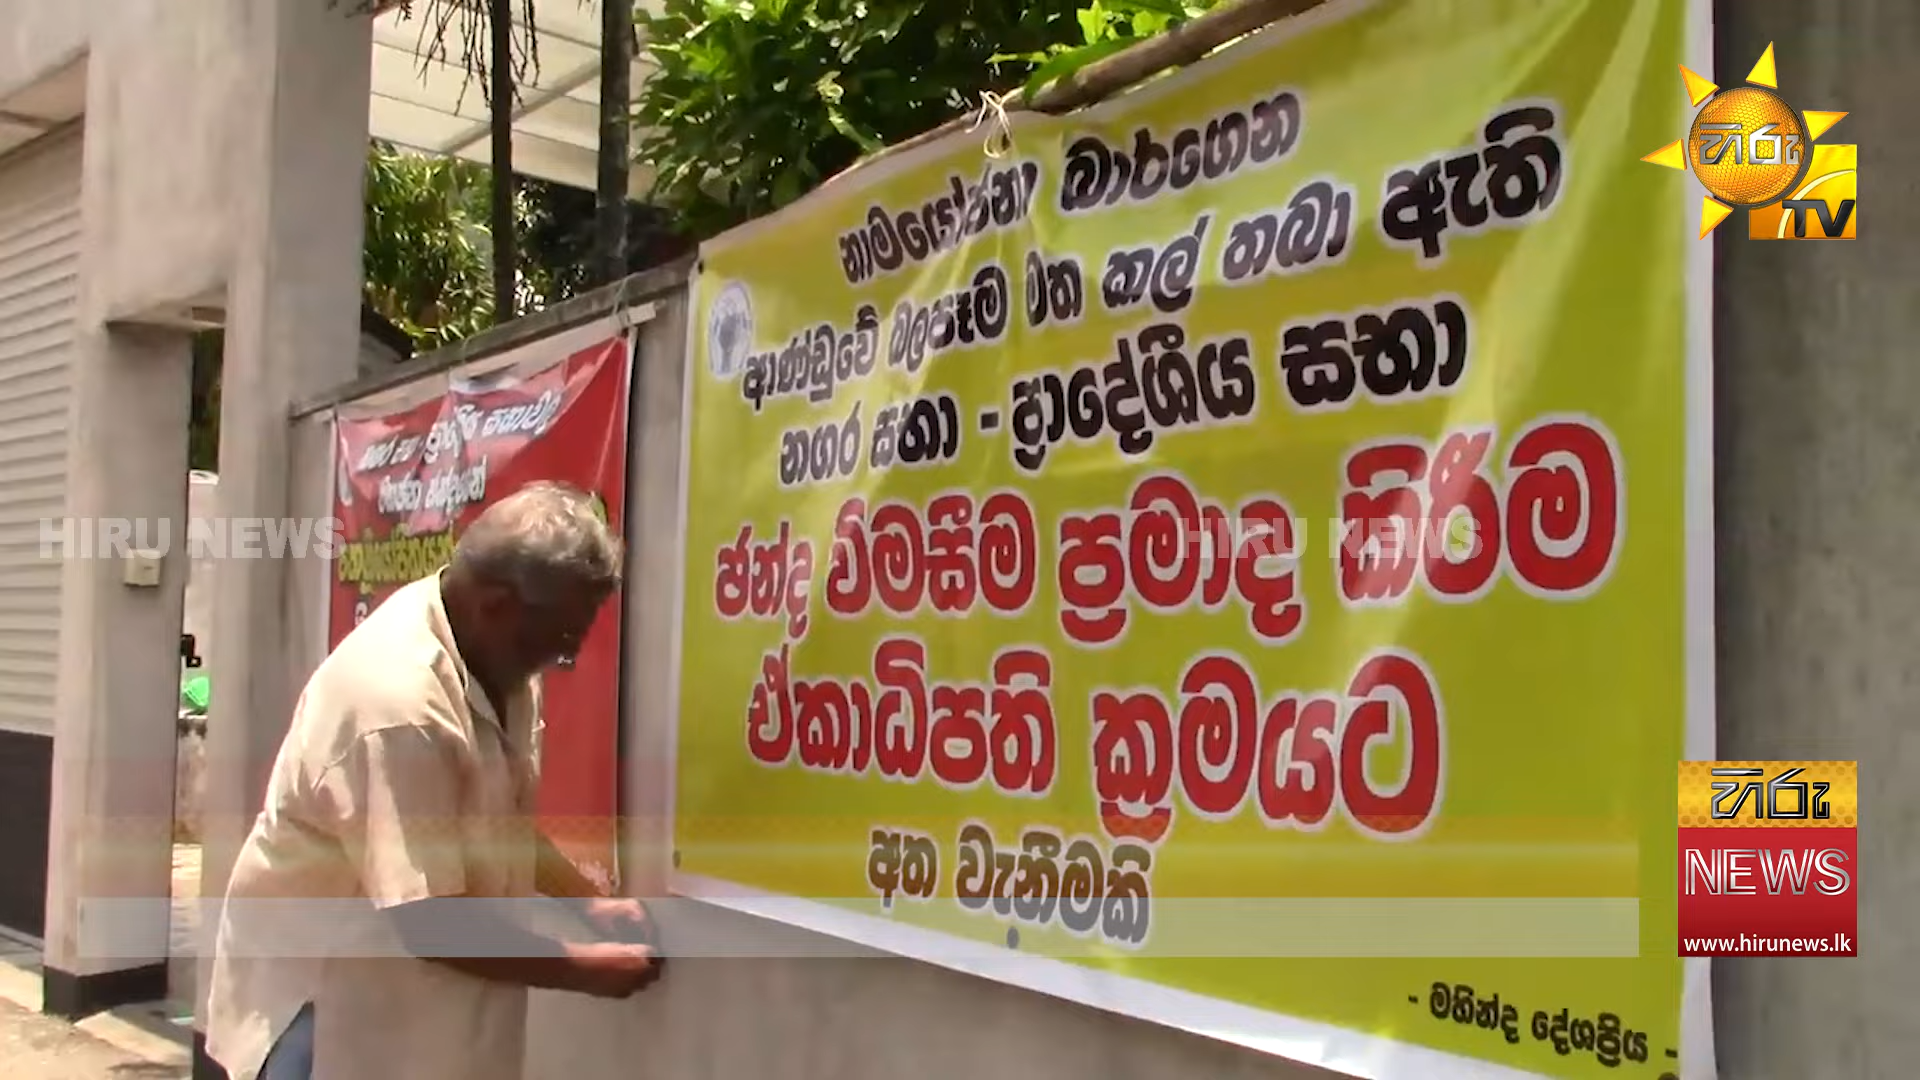 නාමයෝජනා බාරගෙන
ආණ්ඩුවේ බලපෑම මත කල් තබා ඇති
නගර සභා - ප්‍රාදේශීය සභා
ඡන්ද විමසීම ප්‍රමාද කිරීම
ඒකාධිපති ක්‍රමයට
අත වැනීමකි
- මහින්ද දේශප්‍රිය -
හිරු
TV
HIRU NEWS
HIRU NEWS
හිරු
NEWS
www.hirunews.lk